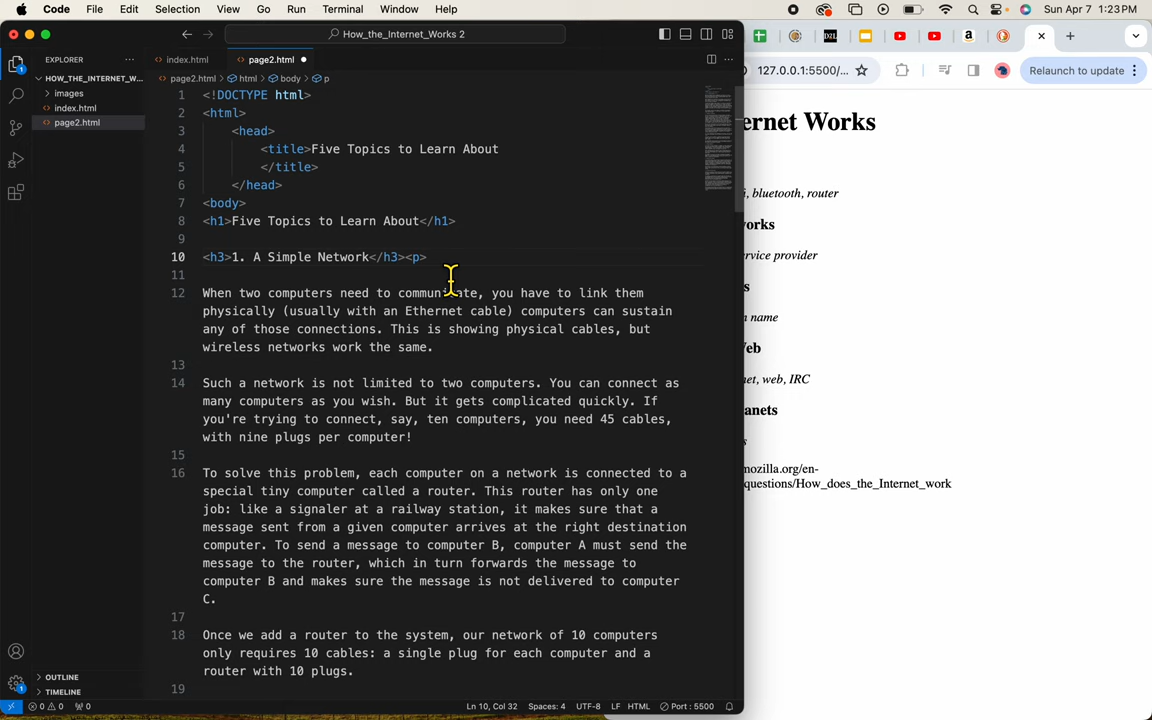 Code File Edit Selection View Go Run Terminal Window Help Sun Apr 7 1:23 PM
How_the_Internet_Works 2
EXPLORER
index.html
page2.html
D2L
a
HOW_THE_INTERNET_W...
page2.html > html > body > p
127.0.0.1:5500/...
Relaunch to update
images
index.html
page2.html
1 <!DOCTYPE html>
2 <html>
3 <head>
4 <title>Five Topics to Learn About
5 </title>
6 </head>
7 <body>
8 <h1>Five Topics to Learn About</h1>
9
10 <h3>1. A Simple Network</h3><p>
11
12 When two computers need to communicate, you have to link them
physically (usually with an Ethernet cable) computers can sustain
any of those connections. This is showing physical cables, but
wireless networks work the same.
13
14 Such a network is not limited to two computers. You can connect as
many computers as you wish. But it gets complicated quickly. If
you're trying to connect, say, ten computers, you need 45 cables,
with nine plugs per computer!
15
16 To solve this problem, each computer on a network is connected to a
special tiny computer called a router. This router has only one
job: like a signaler at a railway station, it makes sure that a
message sent from a given computer arrives at the right destination
computer. To send a message to computer B, computer A must send the
message to the router, which in turn forwards the message to
computer B and makes sure the message is not delivered to computer
C.
17
18 Once we add a router to the system, our network of 10 computers
only requires 10 cables: a single plug for each computer and a
router with 10 plugs.
19
ernet Works
, bluetooth, router
works
ervice provider
s
n name
Web
net, web, IRC
anets
s
mozilla.org/en-
questions/How_does_the_Internet_work
OUTLINE
TIMELINE
1
1
0 0 0 Ln 10, Col 32 Spaces: 4 UTF-8 LF HTML Port : 5500